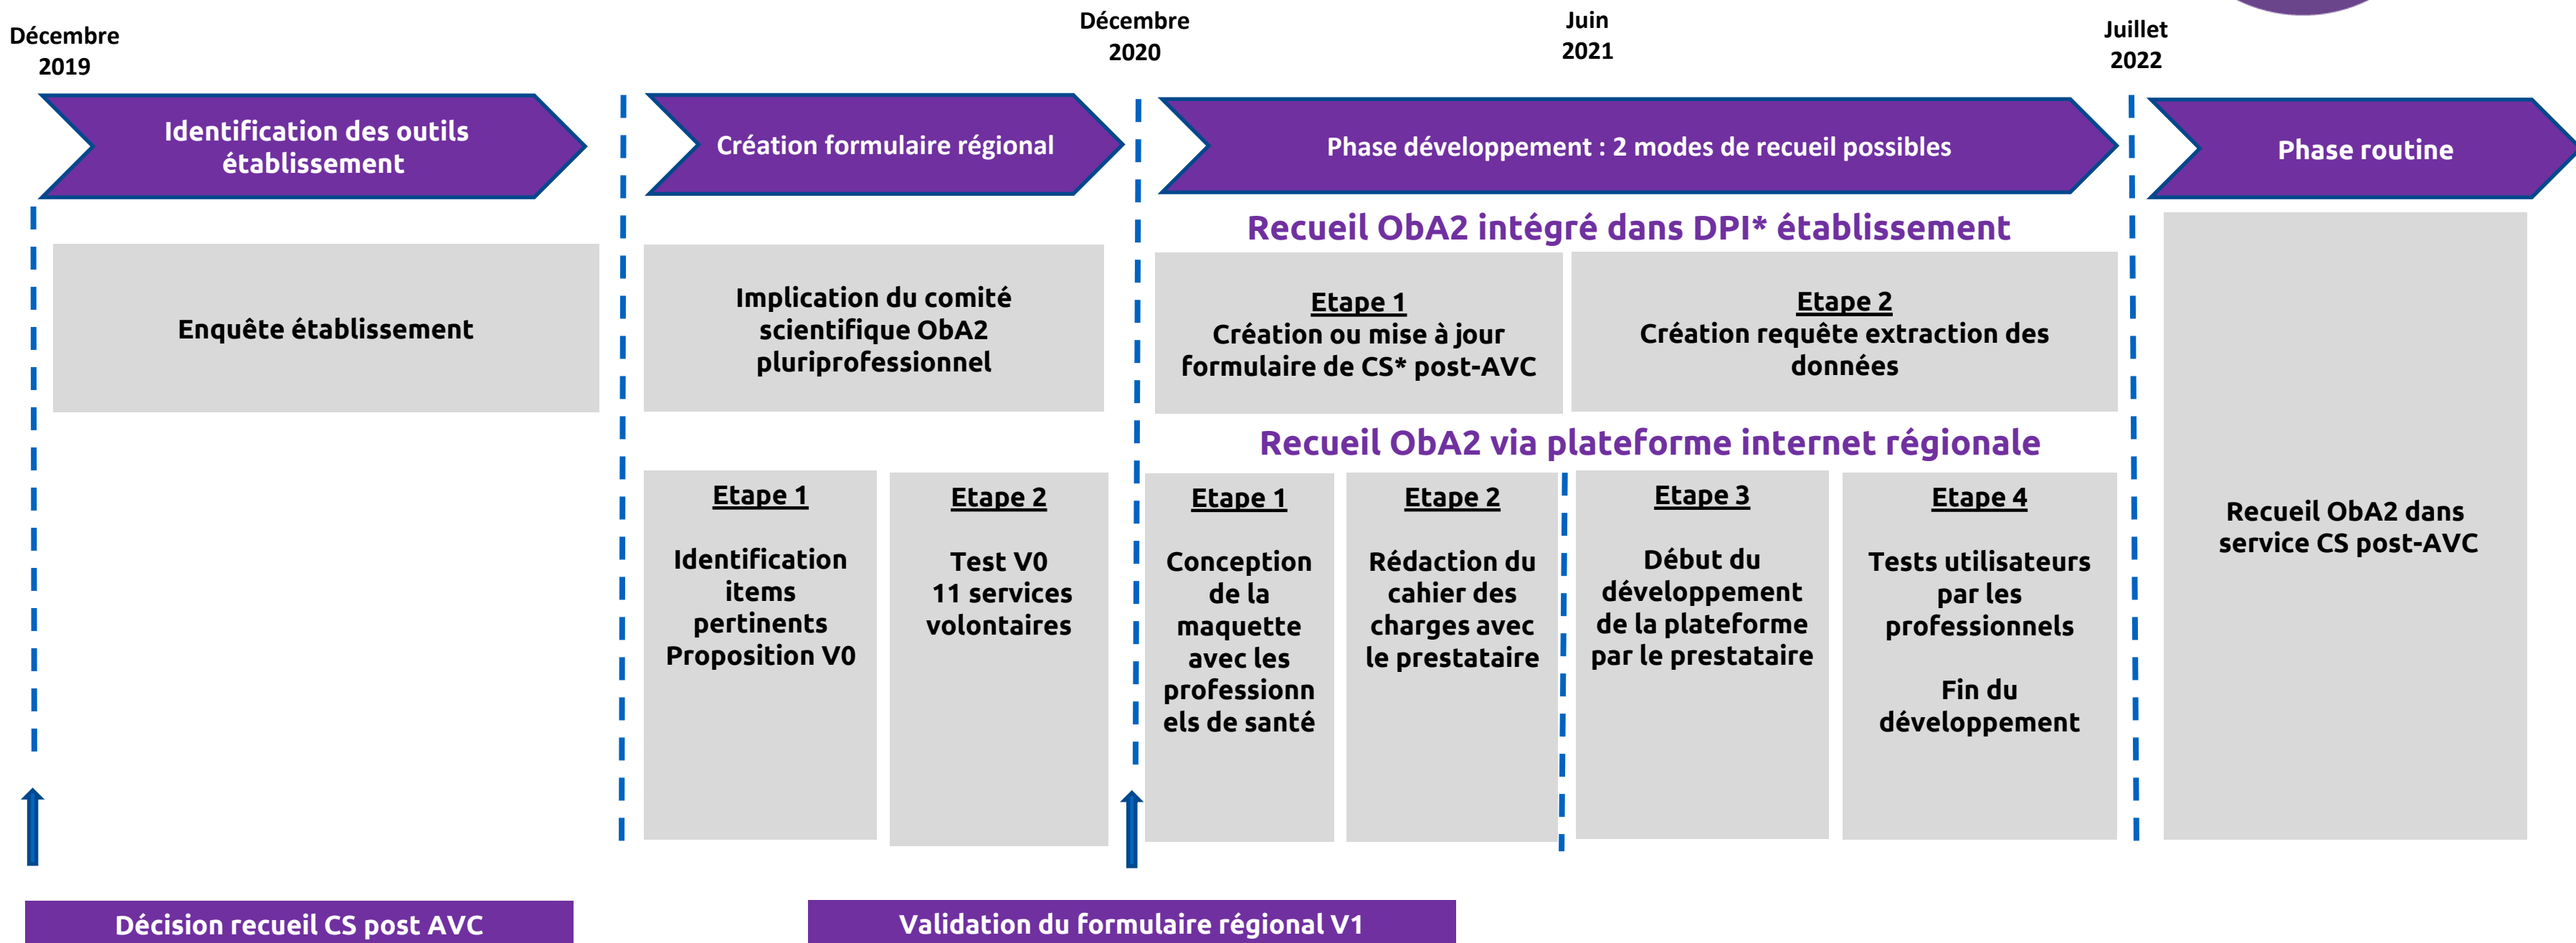 Décembre
2019
Décembre
2020
Juin
2021
Juillet
2022
Identification des outils
établissement
Création formulaire régional
Phase développement : 2 modes de recueil possibles
Phase routine
Recueil ObA2 intégré dans DPI* établissement
Enquête établissement
Implication du comité
scientifique ObA2
pluriprofessionnel
Etape 1
Création ou mise à jour
formulaire de CS* post-AVC
Etape 2
Création requête extraction des
données
Recueil ObA2 via plateforme internet régionale
Etape 1
Identification
items
pertinents
Proposition V0
Etape 2
Test V0
11 services
volontaires
Etape 1
Conception
de la
maquette
avec les
professionn
els de santé
Etape 2
Rédaction du
cahier des
charges avec
le prestataire
Etape 3
Début du
développement
de la plateforme
par le prestataire
Etape 4
Tests utilisateurs
par les
professionnels
Fin du
développement
Recueil ObA2 dans
service CS post-AVC
Décision recueil CS post AVC
Validation du formulaire régional V1